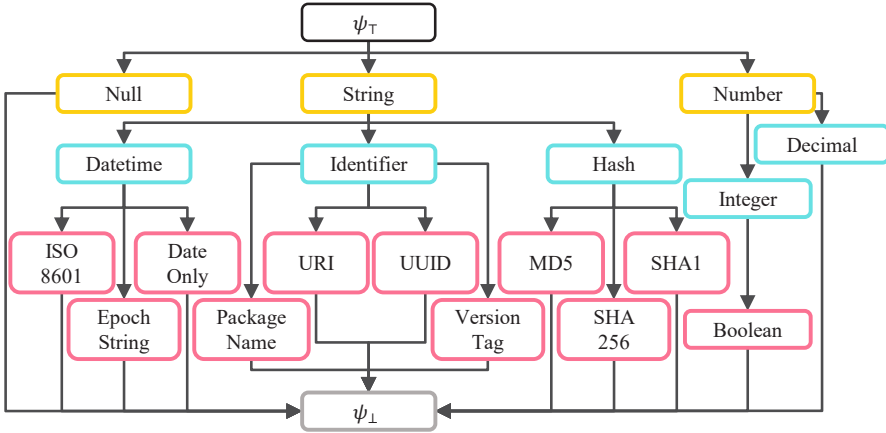 ψ⊤
Null
String
Number
Decimal
Datetime
Identifier
Hash
Integer
ISO
8601
Date
Only
URI
UUID
MD5
SHA1
Epoch
String
Package
Name
Version
Tag
SHA
256
Boolean
ψ⊥